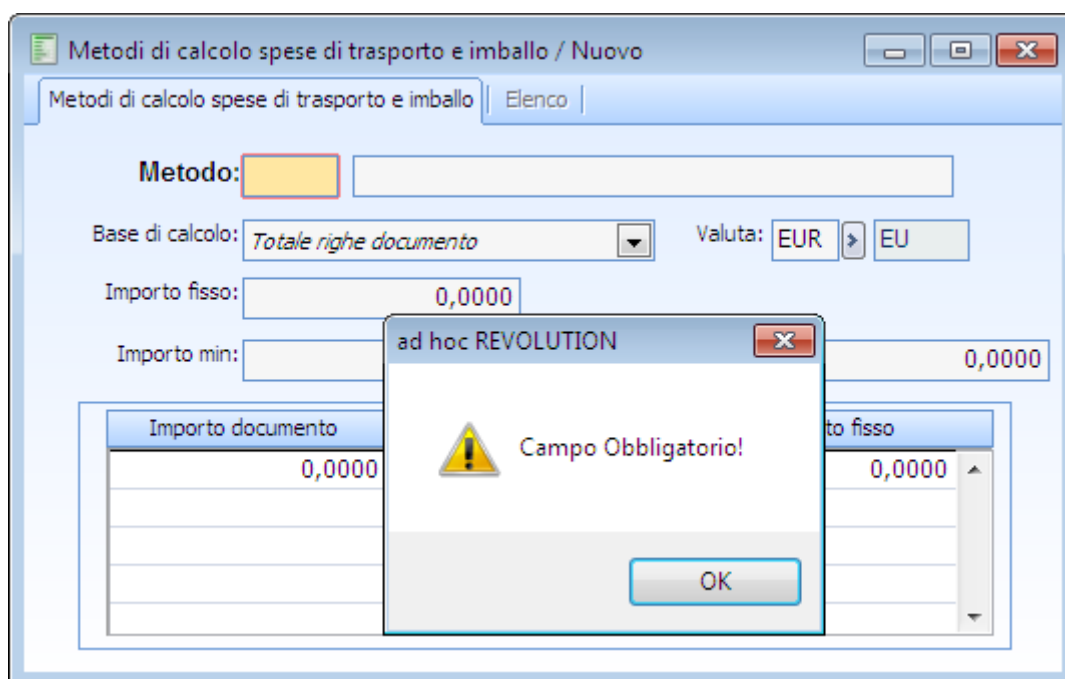 Metodi di calcolo spese di trasporto e imballo / Nuovo
Metodi di calcolo spese di trasporto e imballo Elenco
Metodo:
Base di calcolo: Totale righe documento Valuta: EUR EU
Importo fisso: 0,0000
Importo min: 0,0000
ad hoc REVOLUTION
Campo Obbligatorio!
OK
Importo documento to fisso
0,0000 0,0000